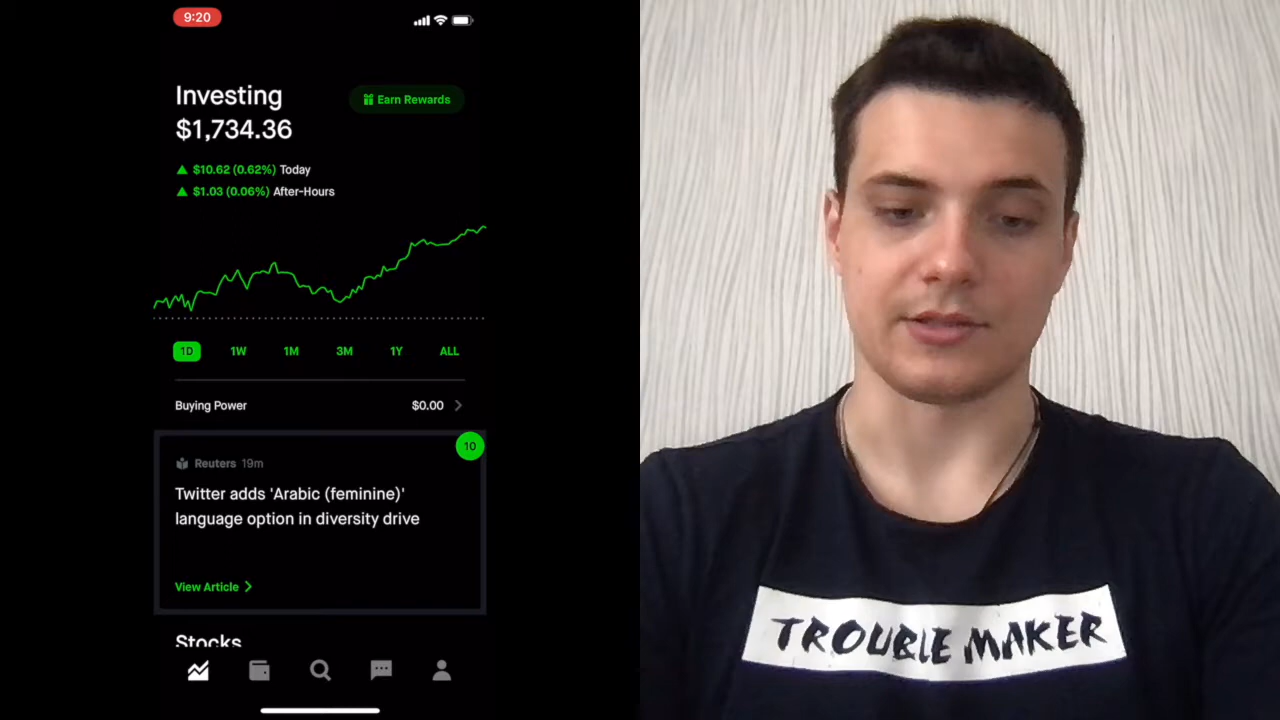 9:20
Investing
$1,734.36
Earn Rewards
$10.62 (0.62%) Today
$1.03 (0.06%) After-Hours
1D 1W 1M 3M 1Y ALL
Buying Power $0.00
10
Reuters 19m
Twitter adds 'Arabic (feminine)'
language option in diversity drive
View Article
Stocks
TROUBLE MAKER